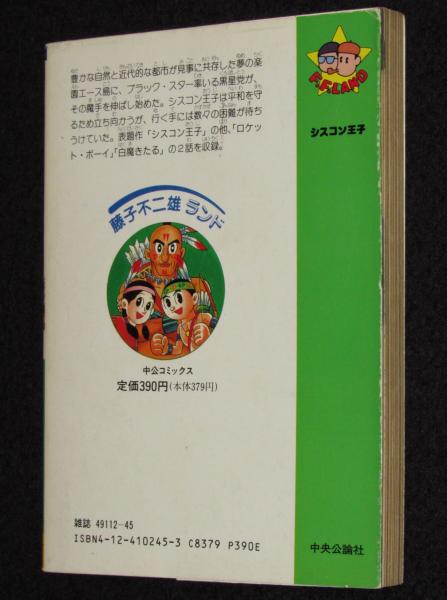 豊かな自然と近代的な都市が見事に共存した夢の楽
園エース島に、ブラック・スター率いる黒星党が、
その魔手を伸ばし始めた。シスコン王子は平和を守
るため立ち向かうが、行く手には数々の困難が待ち
うけていた。表題作「シスコン王子」の他、「ロケッ
ト・ボーイ」「白魔きたる」の2話を収録。
藤子不二雄ランド
中公コミックス
定価390円(本体379円)
雑誌 49112-45
ISBN4-12-410245-3 C8379 P390E
F.F.LAND
シスコン王子
中央公論社